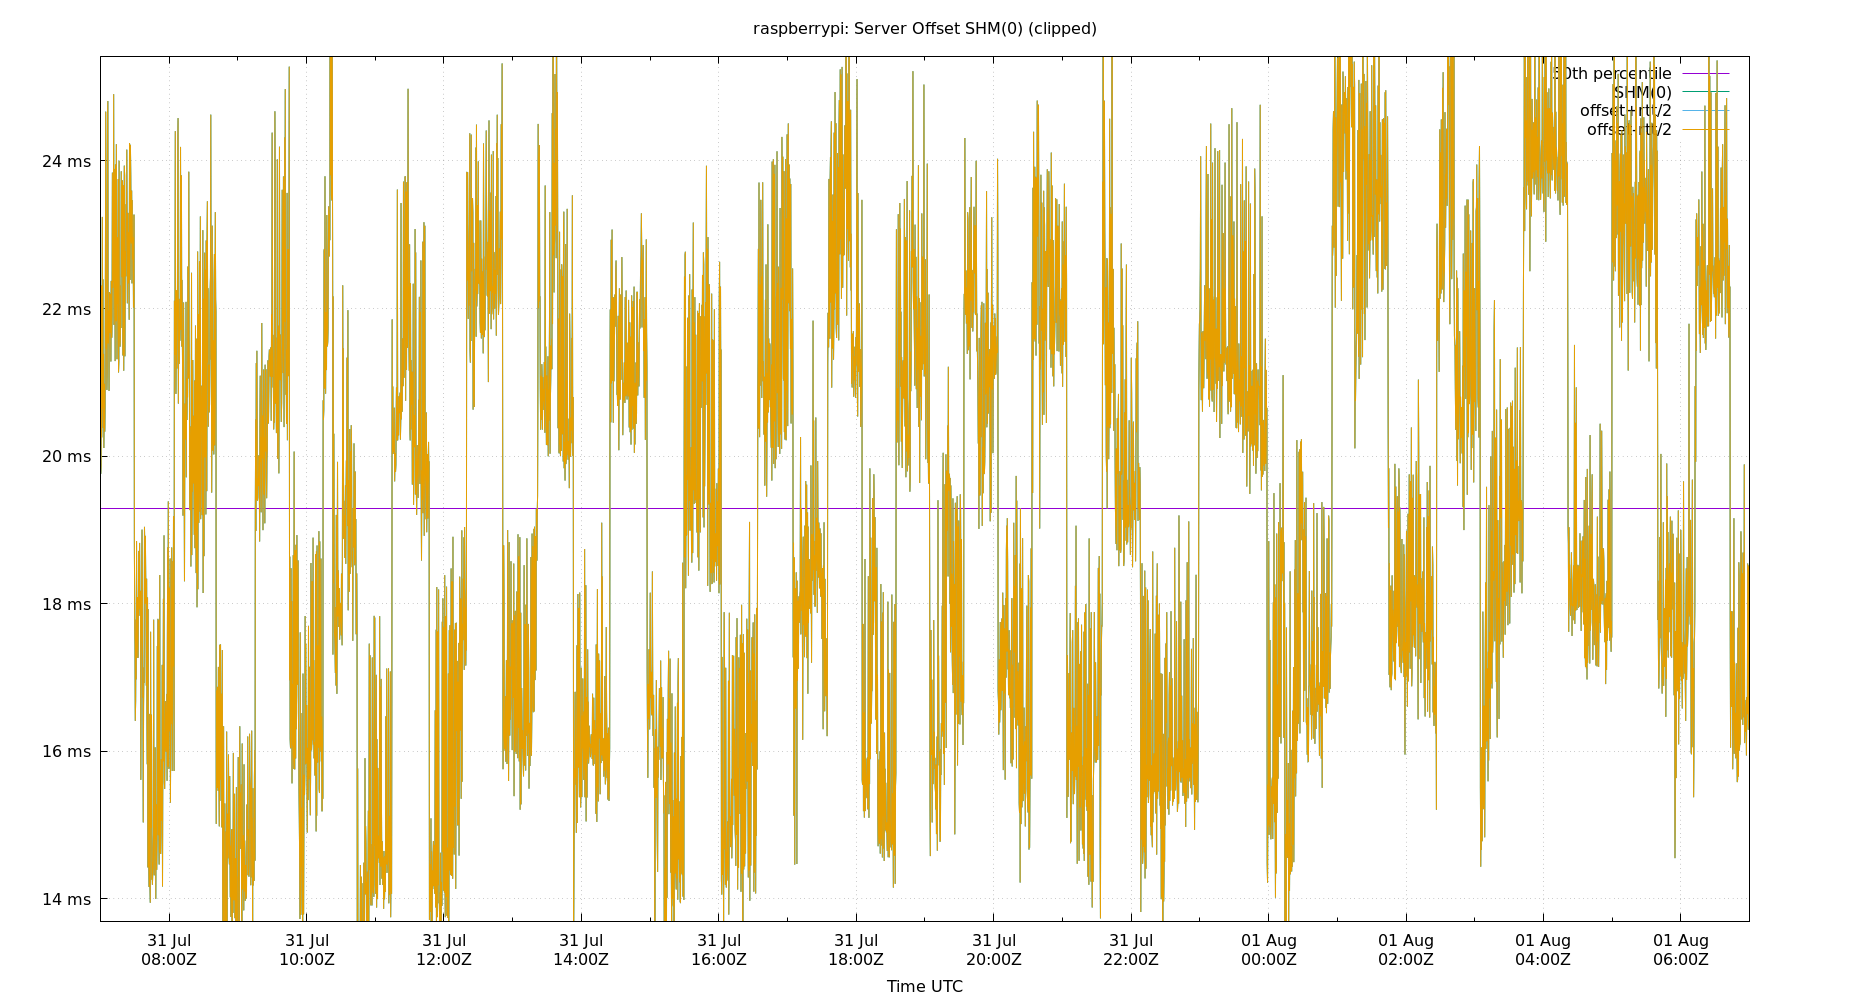 raspberrypi: Server Offset SHM(0) (clipped)
50th percentile
SHM(0)
offset+rtt/2
offset-rtt/2
24 ms
22 ms
20 ms
18 ms
16 ms
14 ms
31 Jul 31 Jul 31 Jul 31 Jul 31 Jul 31 Jul 31 Jul 31 Jul 01 Aug 01 Aug 01 Aug 01 Aug
08:00Z 10:00Z 12:00Z 14:00Z 16:00Z 18:00Z 20:00Z 22:00Z 00:00Z 02:00Z 04:00Z 06:00Z
Time UTC